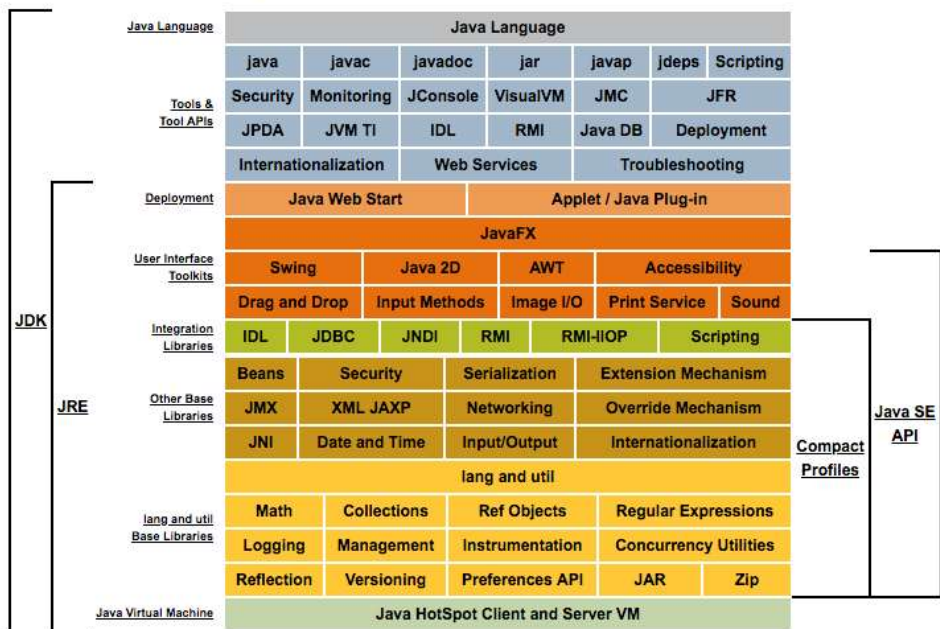 Java Language Java Language
java javac javadoc jar javap jdeps Scripting
Security Monitoring JConsole VisualVM JMC JFR
Tools &
Tool APIs
JPDA JVM TI IDL RMI Java DB Deployment
Internationalization Web Services Troubleshooting
Deployment Java Web Start Applet / Java Plug-in
JavaFX
User Interface
Toolkits
Swing Java 2D AWT Accessibility
Drag and Drop Input Methods Image I/O Print Service Sound
JDK
Integration
Libraries
IDL JDBC JNDI RMI RMI-IIOP Scripting
Beans Security Serialization Extension Mechanism
JRE
Other Base
Libraries
JMX XML JAXP Networking Override Mechanism
Java SE
API
JNI Date and Time Input/Output Internationalization
Compact
Profiles
lang and util
Math Collections Ref Objects Regular Expressions
lang and util
Base Libraries
Logging Management Instrumentation Concurrency Utilities
Reflection Versioning Preferences API JAR Zip
Java Virtual Machine Java HotSpot Client and Server VM